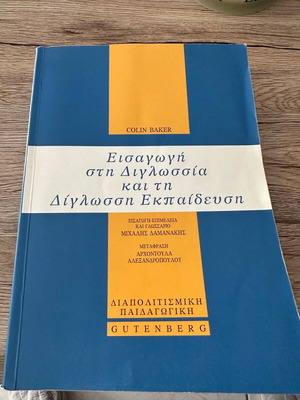 COLIN BAKER
Εισαγωγή
στη Διγλωσσία
και τη
Δίγλωσση Εκπαίδευση
ΕΙΣΑΓΩΓΗ-ΕΠΙΜΕΛΕΙΑ
ΚΑΙ ΓΛΩΣΣΑΡΙΟ
ΜΙΧΑΛΗΣ ΔΑΜΑΝΑΚΗΣ
ΜΕΤΑΦΡΑΣΗ
ΑΡΧΟΝΤΟΥΛΑ
ΑΛΕΞΑΝΔΡΟΠΟΥΛΟΥ
ΔΙΑΠΟΛΙΤΙΣΜΙΚΗ
ΠΑΙΔΑΓΩΓΙΚΗ
GUTENBERG